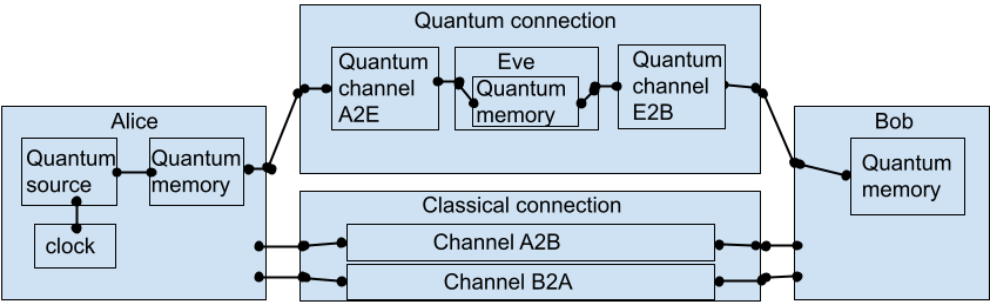 Quantum connection
Quantum
channel
A2E
Eve
Quantum
memory
Quantum
channel
E2B
Alice
Quantum
source
Quantum
memory
clock
Bob
Quantum
memory
Classical connection
Channel A2B
Channel B2A